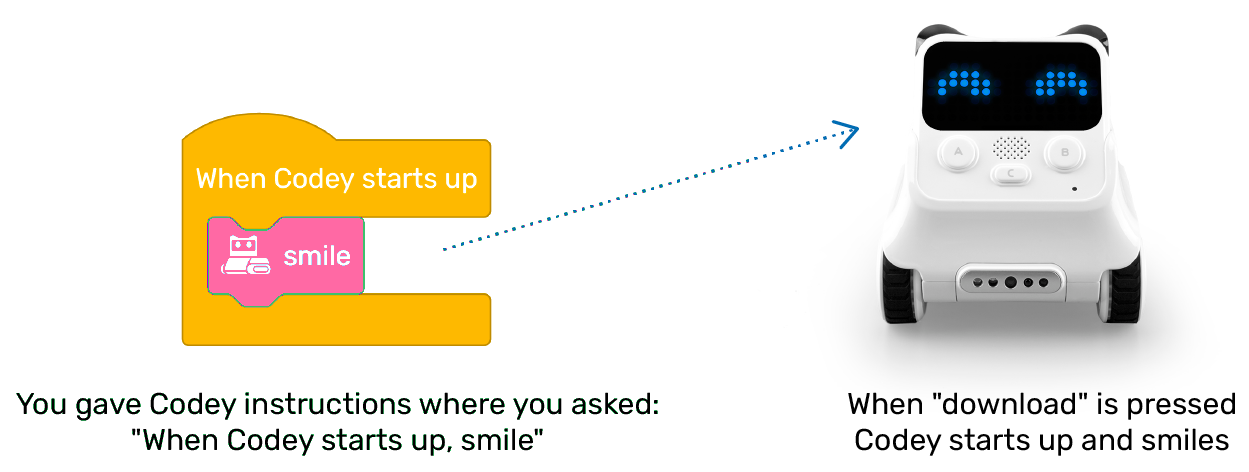 When Codey starts up
smile
A
B
C
You gave Codey instructions where you asked:
"When Codey starts up, smile"
When "download" is pressed
Codey starts up and smiles